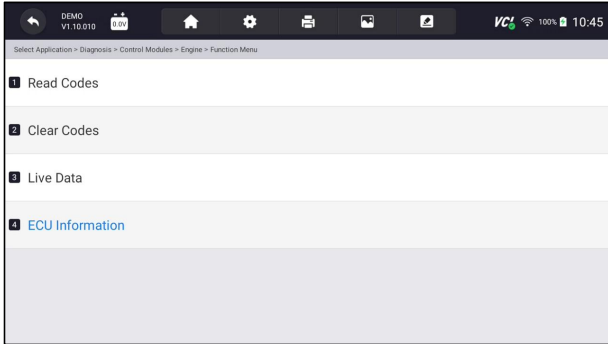 DEMO
V1.10.010
0.0V
VC!
100%
10:45
Select Application > Diagnosis > Control Modules > Engine > Function Menu
1 Read Codes
2 Clear Codes
3 Live Data
4 ECU Information